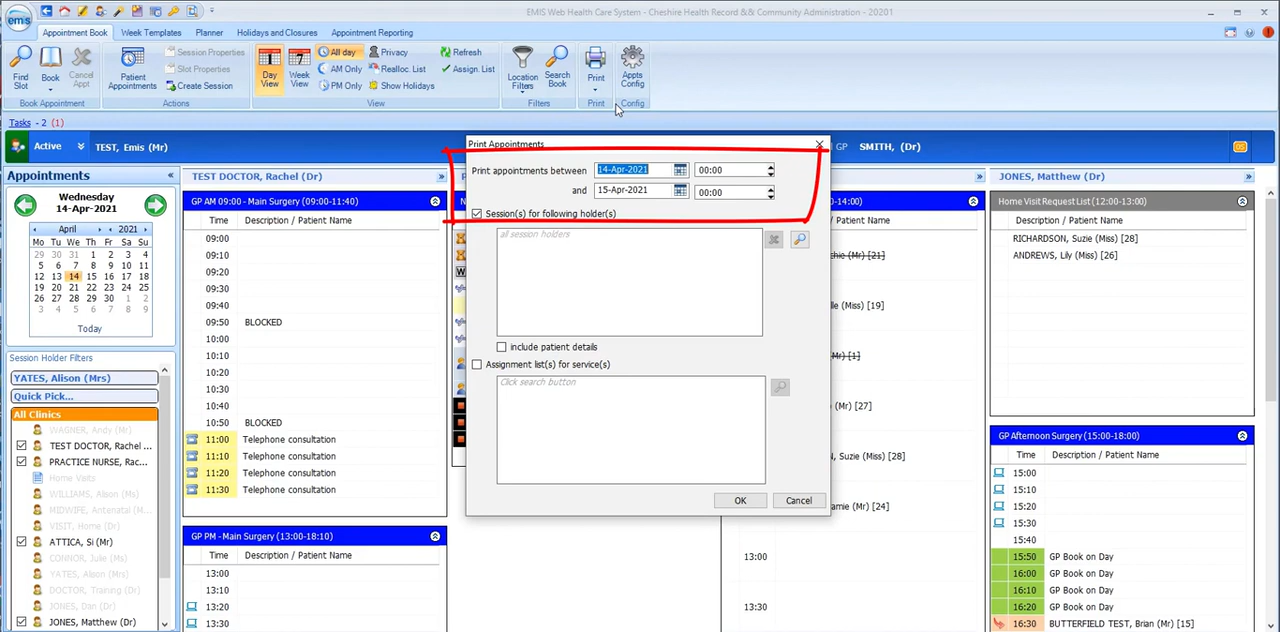 EMIS Web Health Care System - Cheshire Health Record && Community Administration - 20201
emis
Appointment Book Week Templates Planner Holidays and Closures Appointment Reporting
Find Slot
Book
Cancel Appt
Book Appointment
Patient Appointments
Session Properties
Slot Properties
Create Session
Actions
Day View
Week View
All day
AM Only
PM Only
Privacy
Realloc. List
Show Holidays
Refresh
Assign. List
View
Location Filters
Search Book
Filters
Print
Print
Appts Config
Config
Tasks - 2 (1)
Active TEST, Emis (Mr) GP SMITH, (Dr)
Appointments
Wednesday
14-Apr-2021
April 2021
Mo Tu We Th Fr Sa Su
29 30 31 1 2 3 4
5 6 7 8 9 10 11
12 13 14 15 16 17 18
19 20 21 22 23 24 25
26 27 28 29 30 1 2
3 4 5 6 7 8 9
Today
Session Holder Filters
YATES, Alison (Mrs)
Quick Pick...
All Clinics
WAGNER, Andy (Mr)
TEST DOCTOR, Rachel ...
PRACTICE NURSE, Rac...
Home Vaits
WILLIAMS, Alison (Ms)
MIDWIFE, Antenatal (M...
VISIT, Home (Dr)
ATTICA, Si (Mr)
CONNOR, Julie (Ms)
YATES, Alison (Mrs)
DOCTOR, Training (Dr)
JONES, Dan (Dr)
JONES, Matthew (Dr)
TEST DOCTOR, Rachel (Dr)
GP AM 09:00 - Main Surgery (09:00-11:40)
Time Description / Patient Name
09:00
09:10
09:20
09:30
09:40
09:50 BLOCKED
10:00
10:10
10:20
10:30
10:40
10:50 BLOCKED
11:00 Telephone consultation
11:10 Telephone consultation
11:20 Telephone consultation
11:30 Telephone consultation
GP PM - Main Surgery (13:00-18:10)
Time Description / Patient Name
13:00
13:10
13:20
13:30
Print Appointments
Print appointments between 14-Apr-2021 00:00
and 15-Apr-2021 00:00
Session(s) for following holder(s)
all session holders
include patient details
Assignment list(s) for service(s)
Click search button
OK Cancel
-14:00)
/ Patient Name
chie (Mr) [21]
lle (Miss) [19]
Mr) [1]
(Mr) [27]
N, Suzie (Miss) [28]
amie (Mr) [24]
13:00
13:30
JONES, Matthew (Dr)
Home Visit Request List (12:00-13:00)
Description / Patient Name
RICHARDSON, Suzie (Miss) [28]
ANDREWS, Lily (Miss) [26]
GP Afternoon Surgery (15:00-18:00)
Time Description / Patient Name
15:00
15:10
15:20
15:30
15:40
15:50 GP Book on Day
16:00 GP Book on Day
16:10 GP Book on Day
16:20 GP Book on Day
16:30 BUTTERFIELD TEST, Brian (Mr) [15]